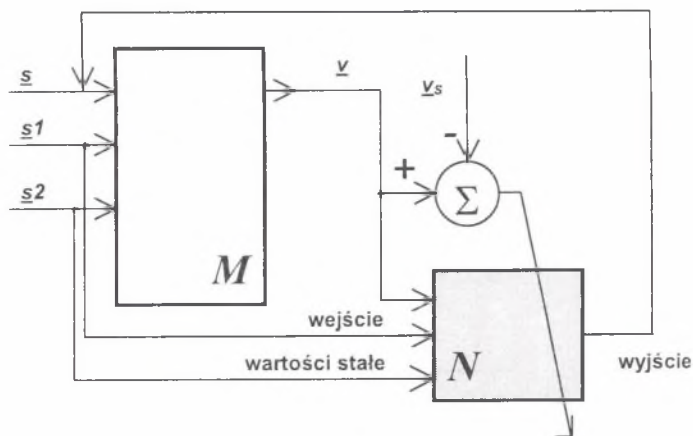 s
v
vs
s1
-
+
Σ
s2
M
wejście
wartości stałe
N
wyjście